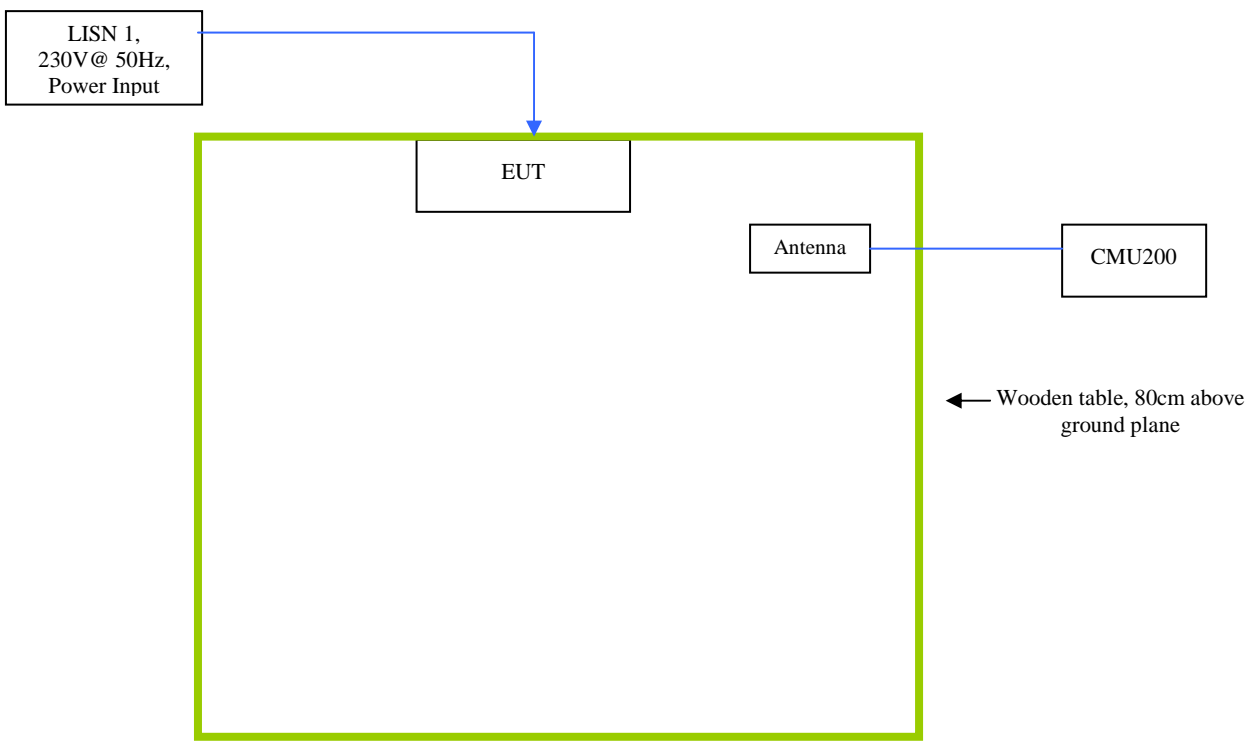 LISN 1,
230V@ 50Hz,
Power Input
EUT
Antenna
CMU200
Wooden table, 80cm above
ground plane